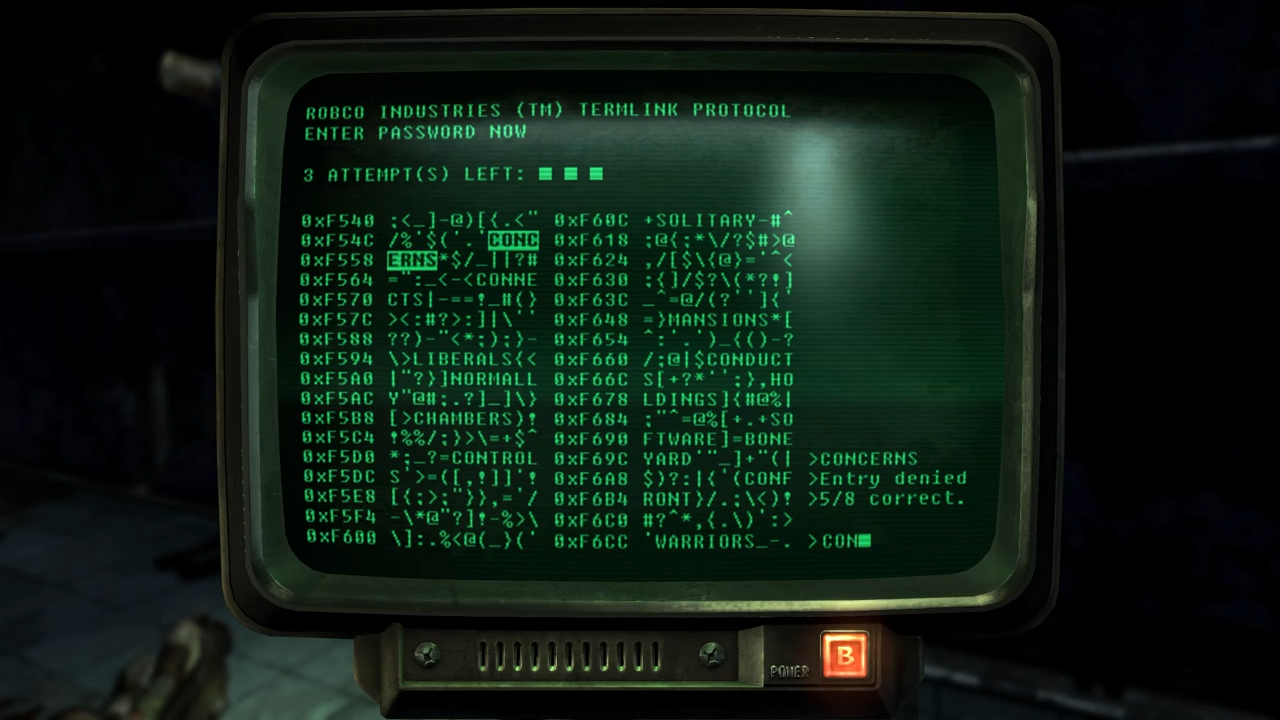 ROBCO INDUSTRIES (TM) TERMLINK PROTOCOL
ENTER PASSWORD NOW
3 ATTEMPT(S) LEFT: ■ ■ ■
0xF540 ;<_]-@)[{.<" 0xF60C +SOLITARY-#^
0xF54C /%'$('.'CONC 0xF618 ;@{;*\/?$#>@
0xF558 ERNS*$/_||?# 0xF624 ,/[$\{@}='^<
0xF564 =":_<-<CONNE 0xF630 :{]/$?\(*?!]
0xF570 CTS|-==!_#() 0xF63C _^=@/(?'']{'
0xF57C ><:#?>:]|\'' 0xF648 =}MANSIONS*[
0xF588 ??)-"<*:);}- 0xF654 ^:'.')_{()-?
0xF594 \>LIBERALS{< 0xF660 /;@|$CONDUCT
0xF5A0 |"?}]NORMALL 0xF66C S[+?*'';},HO
0xF5AC Y"@#;.?]_]\} 0xF678 LDINGS]{#@%|
0xF5B8 [>CHAMBERS)! 0xF684 ;"^=@%[+.+SO
0xF5C4 !%%/;}>\=+$^ 0xF690 FTWARE]=BONE
0xF5D0 *;_?=CONTROL 0xF69C YARD'"_]+"(| >CONCERNS
0xF5DC S'>=([,!]]'! 0xF6A8 $)?:|{'(CONF >Entry denied
0xF5E8 [{;>;"}},='/ 0xF6B4 RONT}/.;\<)! >5/8 correct.
0xF5F4 -\*@"?]!-%>\ 0xF6C0 #?^*,{.\)':>
0xF600 \]:.%<@(_}(' 0xF6CC 'WARRIORS_-. >CON■
POWER
B